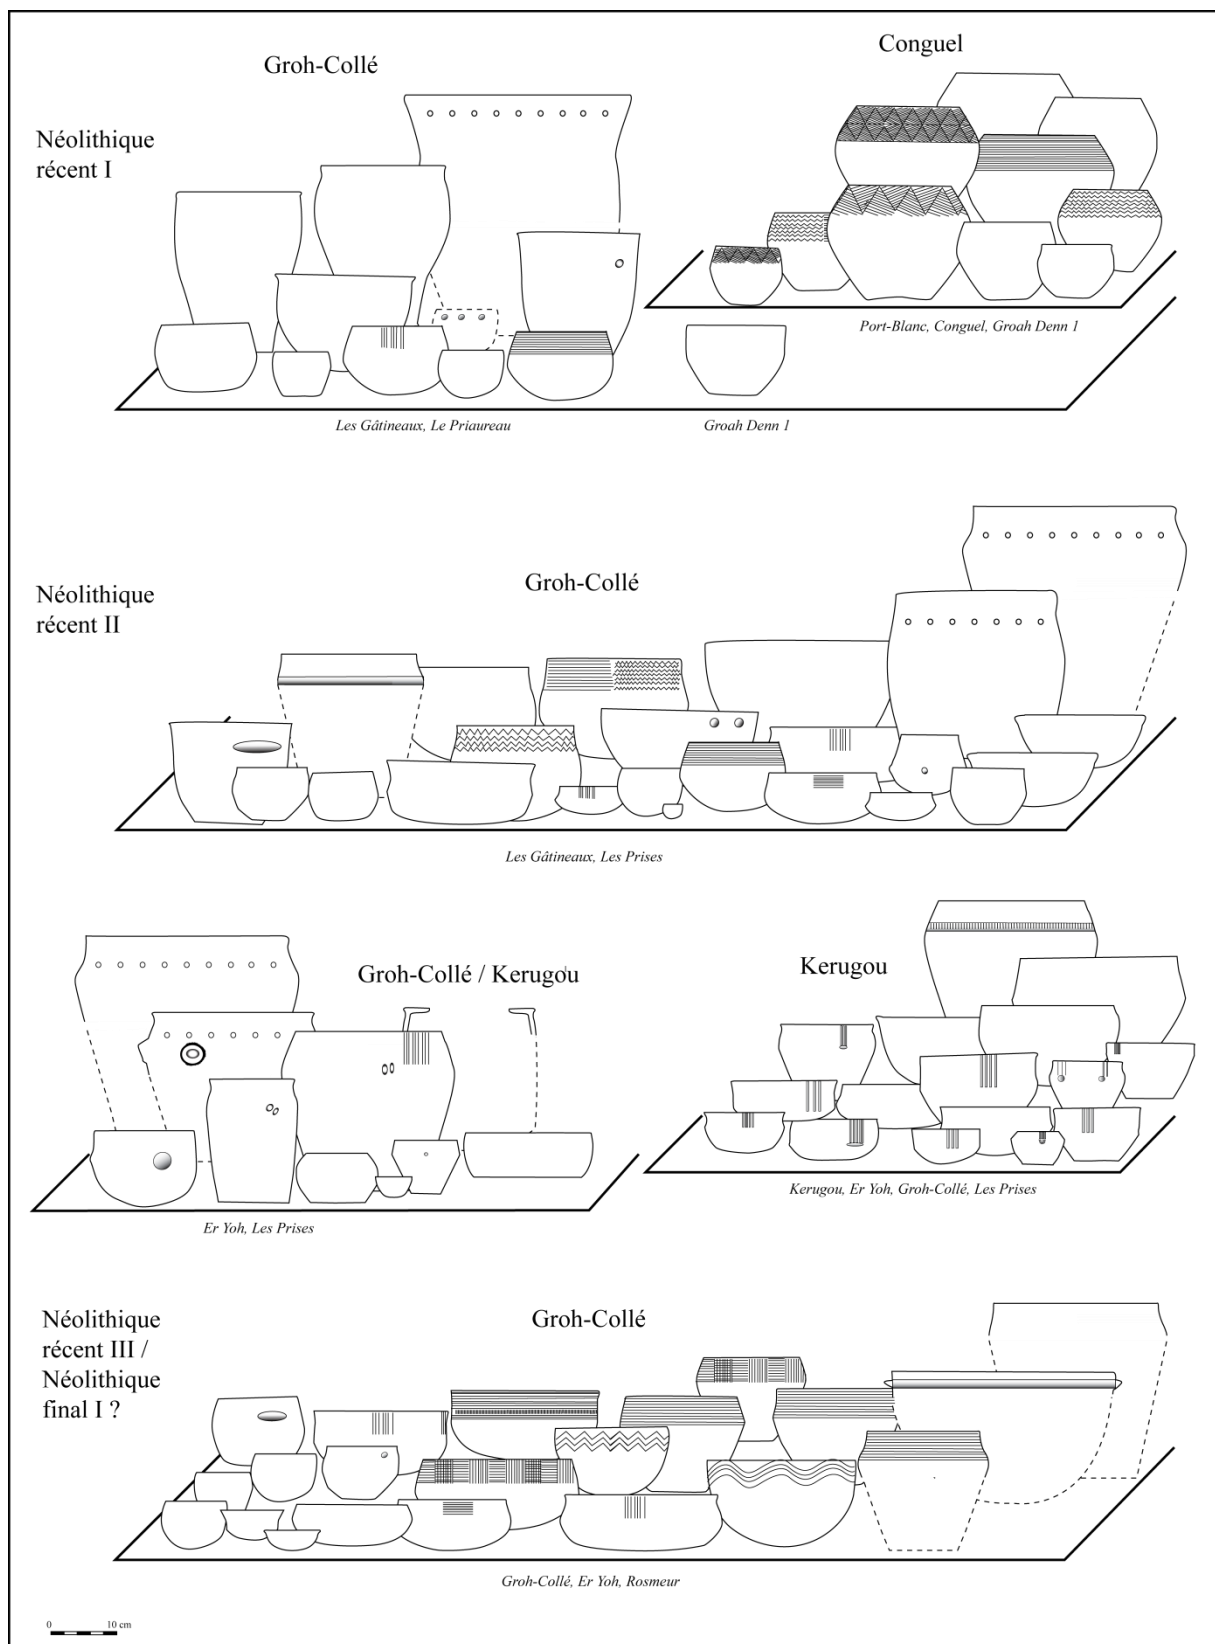 Groh-Collé
Conguel
Néolithique
récent I
Port-Blanc, Conguel, Groah Denn 1
Les Gâtineaux, Le Priaureau
Groah Denn 1
Néolithique
récent II
Groh-Collé
Les Gâtineaux, Les Prises
Groh-Collé / Kerugou
Kerugou
Er Yoh, Les Prises
Kerugou, Er Yoh, Groh-Collé, Les Prises
Néolithique
récent III /
Néolithique
final I ?
Groh-Collé
Groh-Collé, Er Yoh, Rosmeur
0 10 cm